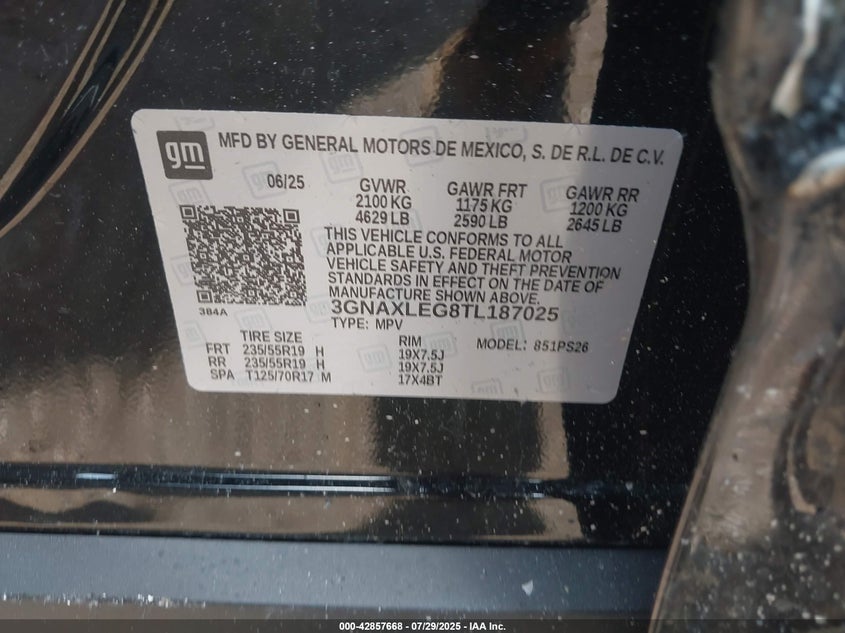 gm
MFD BY GENERAL MOTORS DE MEXICO, S. DE R.L. DE C.V.
06/25 GVWR GAWR FRT GAWR RR
2100 KG 1175 KG 1200 KG
4629 LB 2590 LB 2645 LB
THIS VEHICLE CONFORMS TO ALL
APPLICABLE U.S. FEDERAL MOTOR
VEHICLE SAFETY AND THEFT PREVENTION
STANDARDS IN EFFECT ON THE DATE OF
MANUFACTURE SHOWN ABOVE.
384A
3GNAXLEG8TL187025
TYPE: MPV
TIRE SIZE RIM MODEL: 851PS26
FRT 235/55R19 H 19X7.5J
RR 235/55R19 H 19X7.5J
SPA T125/70R17 M 17X4BT
000-42857668 - 07/29/2025 - IAA Inc.